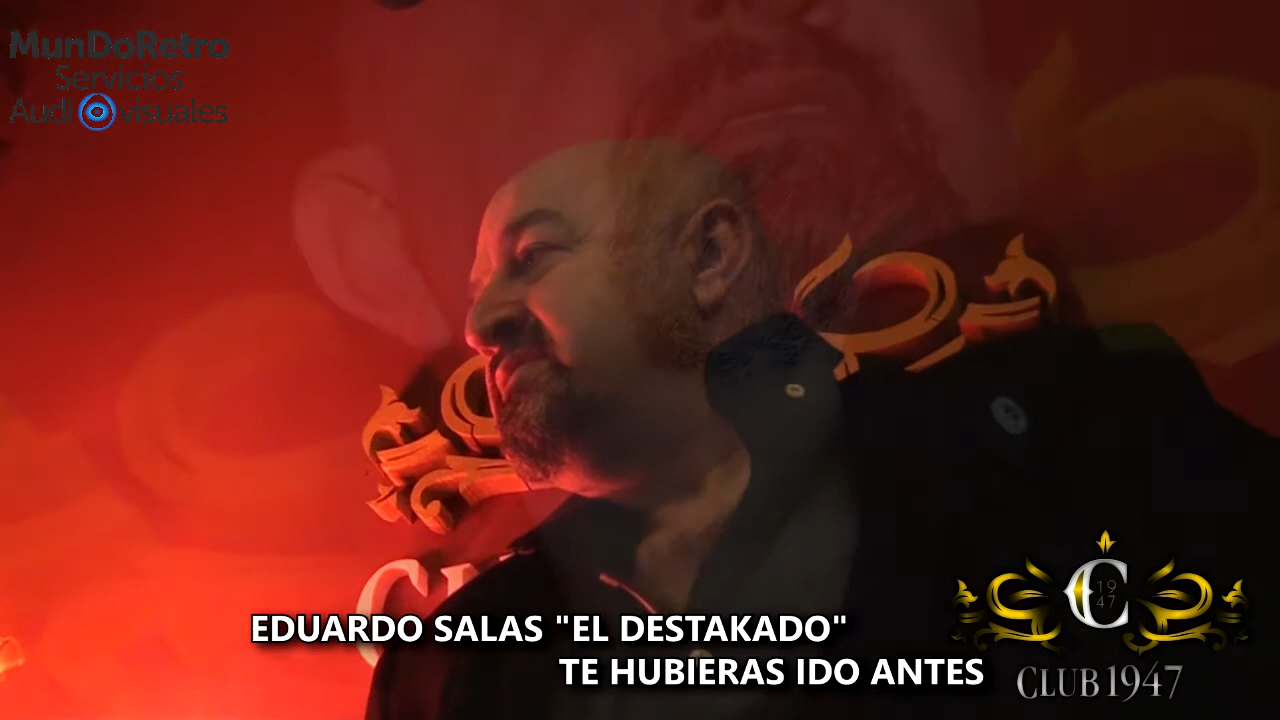 MunDoRetro
Servicios
Audiovisuales
EDUARDO SALAS "EL DESTAKADO"
TE HUBIERAS IDO ANTES
C
19
47
CLUB 1947